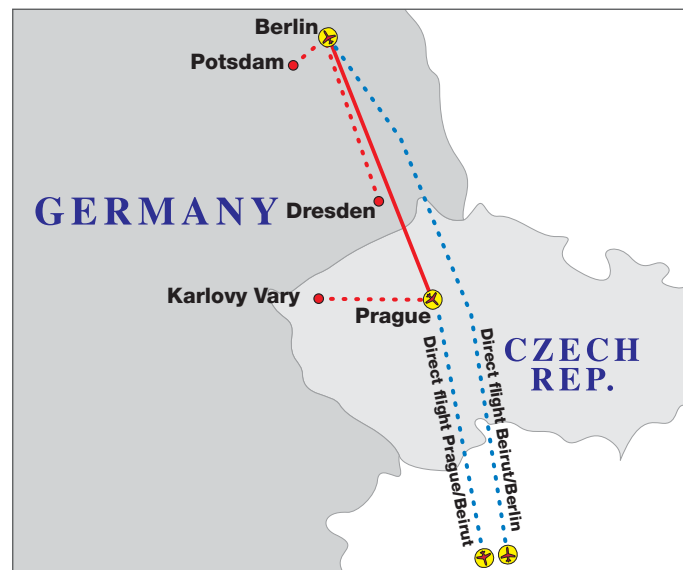 Berlin
Potsdam
GERMANY
Dresden
Karlovy Vary
Prague
CZECH
REP.
Direct flight Prague/Beirut
Direct flight Beirut/Berlin